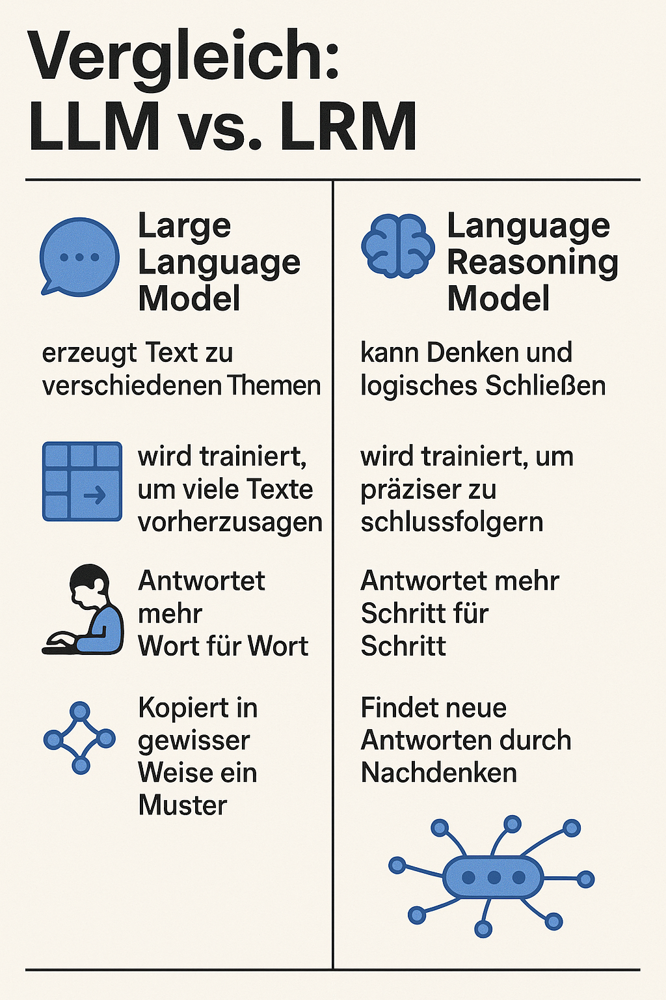 Vergleich:
LLM vs. LRM
Large
Language
Model
erzeugt Text zu
verschiedenen Themen
wird trainiert,
um viele Texte
vorherzusagen
Antwortet
mehr
Wort für Wort
Kopiert in
gewisser
Weise ein
Muster
Language
Reasoning
Model
kann Denken und
logisches Schließen
wird trainiert, um
präziser zu
schlussfolgern
Antwortet mehr
Schritt für
Schritt
Findet neue
Antworten durch
Nachdenken